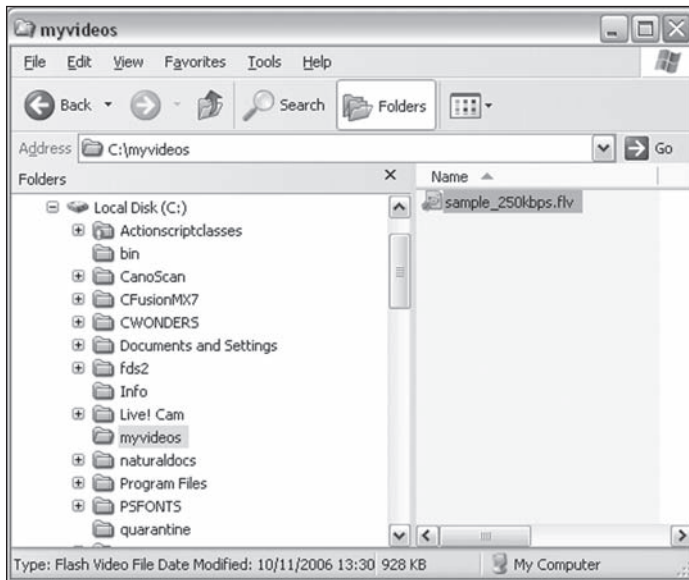 myvideos
File Edit View Favorites Tools Help
Back Search Folders
Address C:\myvideos Go
Folders
Name
Local Disk (C:)
Actionscriptclasses
bin
CanoScan
CFusionMX7
CWONDERS
Documents and Settings
fds2
Info
Live! Cam
myvideos
naturaldocs
Program Files
PSFONTS
quarantine
sample_250kbps.flv
Type: Flash Video File Date Modified: 10/11/2006 13:30 928 KB My Computer